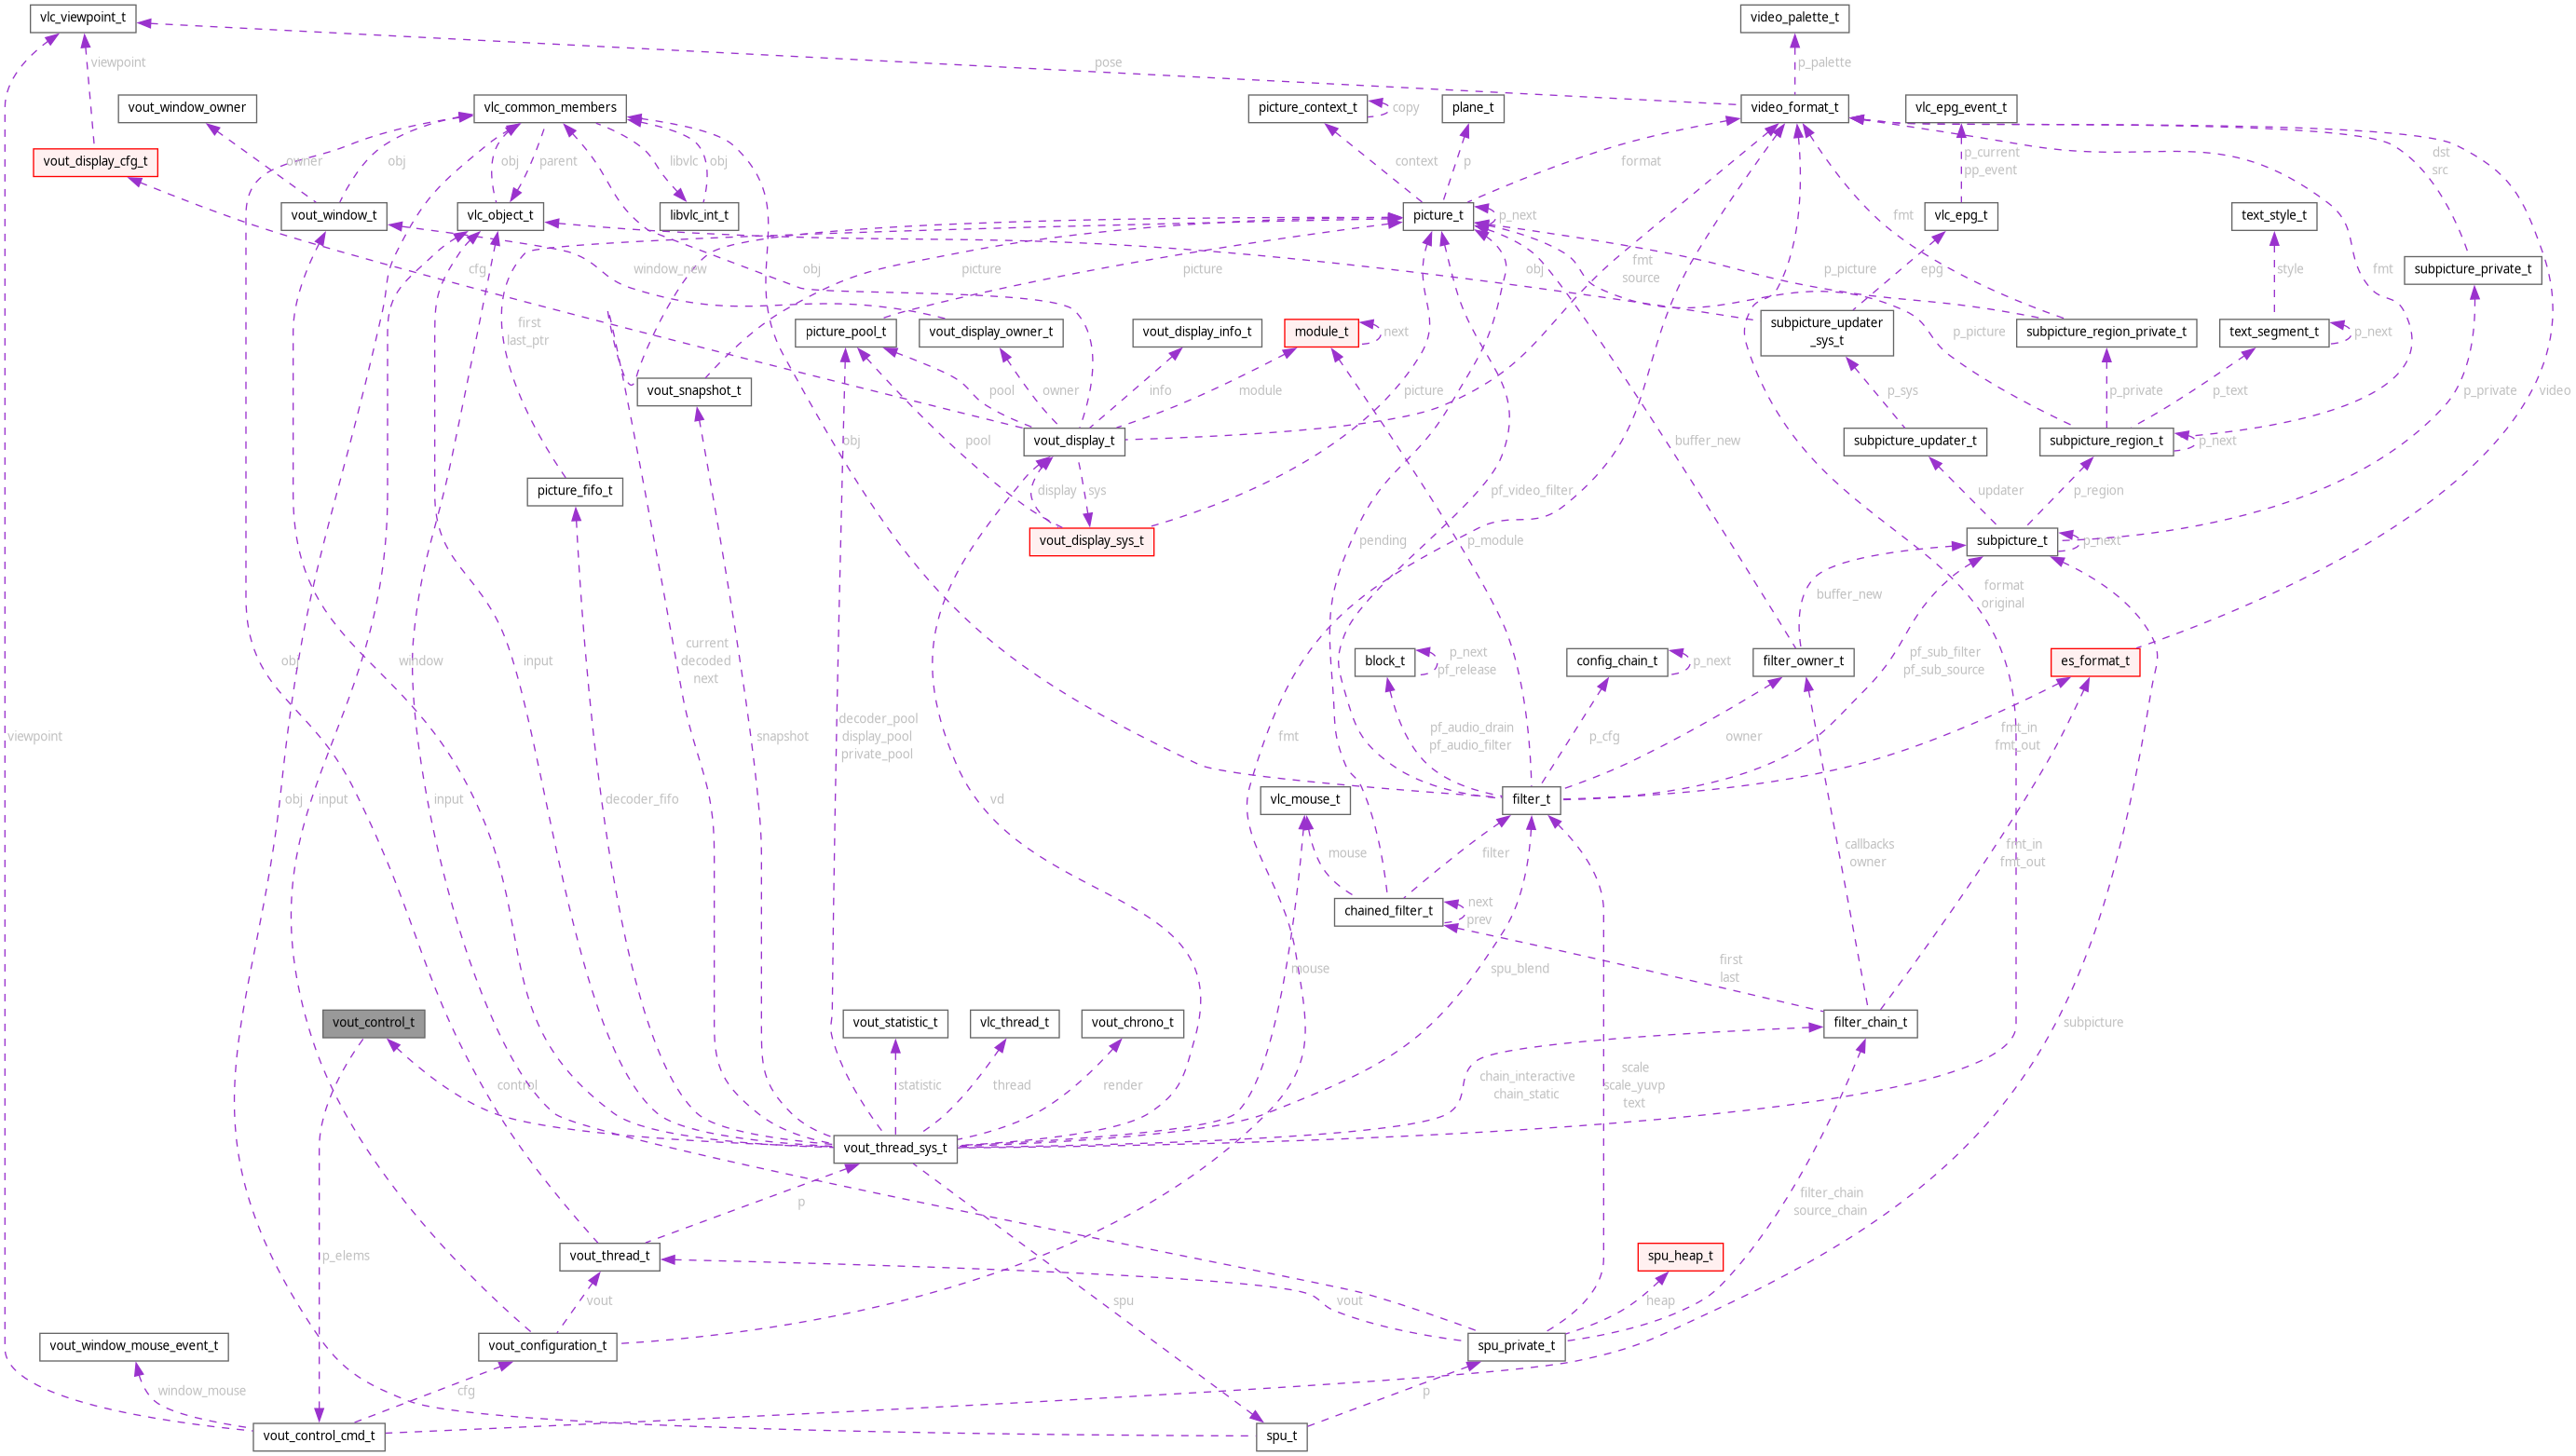 vlc_viewpoint_t
video_palette_t
viewpoint
pose
p_palette
vout_window_owner
vlc_common_members
picture_context_t
copy
plane_t
video_format_t
vlc_epg_event_t
vout_display_cfg_t
owner
obj
obj
parent
libvlc
obj
context
p
format
p_current
pp_event
dst
src
vout_window_t
vlc_object_t
libvlc_int_t
picture_t
p_next
fmt
vlc_epg_t
text_style_t
cfg
window_new
obj
picture
picture
fmt
source
obj
p_picture
epg
style
fmt
subpicture_private_t
first
last_ptr
picture_pool_t
vout_display_owner_t
vout_display_info_t
module_t
next
subpicture_updater
_sys_t
p_picture
subpicture_region_private_t
text_segment_t
p_next
vout_snapshot_t
pool
owner
info
module
picture
p_sys
p_private
p_text
p_private
video
obj
pool
vout_display_t
buffer_new
subpicture_updater_t
subpicture_region_t
p_next
picture_fifo_t
display
sys
pf_video_filter
updater
p_region
vout_display_sys_t
pending
p_module
subpicture_t
p_next
buffer_new
format
original
obj
window
input
current
decoded
next
block_t
p_next
pf_release
config_chain_t
p_next
filter_owner_t
pf_sub_filter
pf_sub_source
es_format_t
viewpoint
decoder_pool
display_pool
private_pool
snapshot
fmt
pf_audio_drain
pf_audio_filter
p_cfg
owner
fmt_in
fmt_out
obj
input
input
decoder_fifo
vd
vlc_mouse_t
filter_t
mouse
filter
callbacks
owner
fmt_in
fmt_out
chained_filter_t
next
prev
mouse
spu_blend
first
last
vout_control_t
vout_statistic_t
vlc_thread_t
vout_chrono_t
filter_chain_t
subpicture
control
statistic
thread
render
chain_interactive
chain_static
scale
scale_yuvp
text
vout_thread_sys_t
p
filter_chain
source_chain
p_elems
vout_thread_t
spu_heap_t
vout
spu
vout
heap
vout_window_mouse_event_t
vout_configuration_t
spu_private_t
window_mouse
cfg
p
vout_control_cmd_t
spu_t